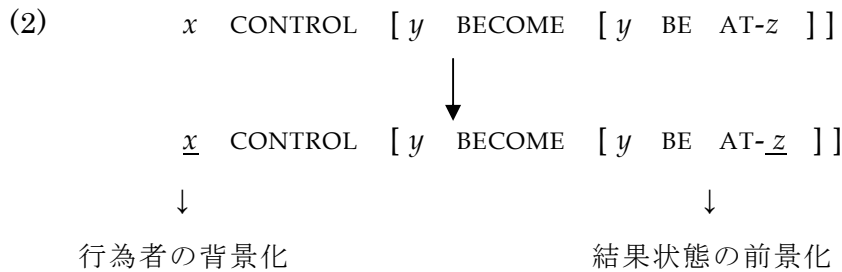 (2) x CONTROL [ y BECOME [ y BE AT-z ] ]
↓
x CONTROL [ y BECOME [ y BE AT- z ] ]
↓ ↓
行為者の背景化 結果状態の前景化